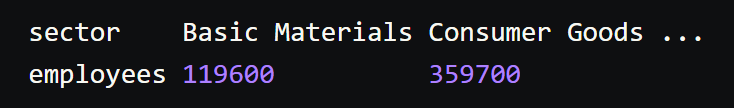 sector    Basic Materials Consumer Goods ...
employees 119600          359700